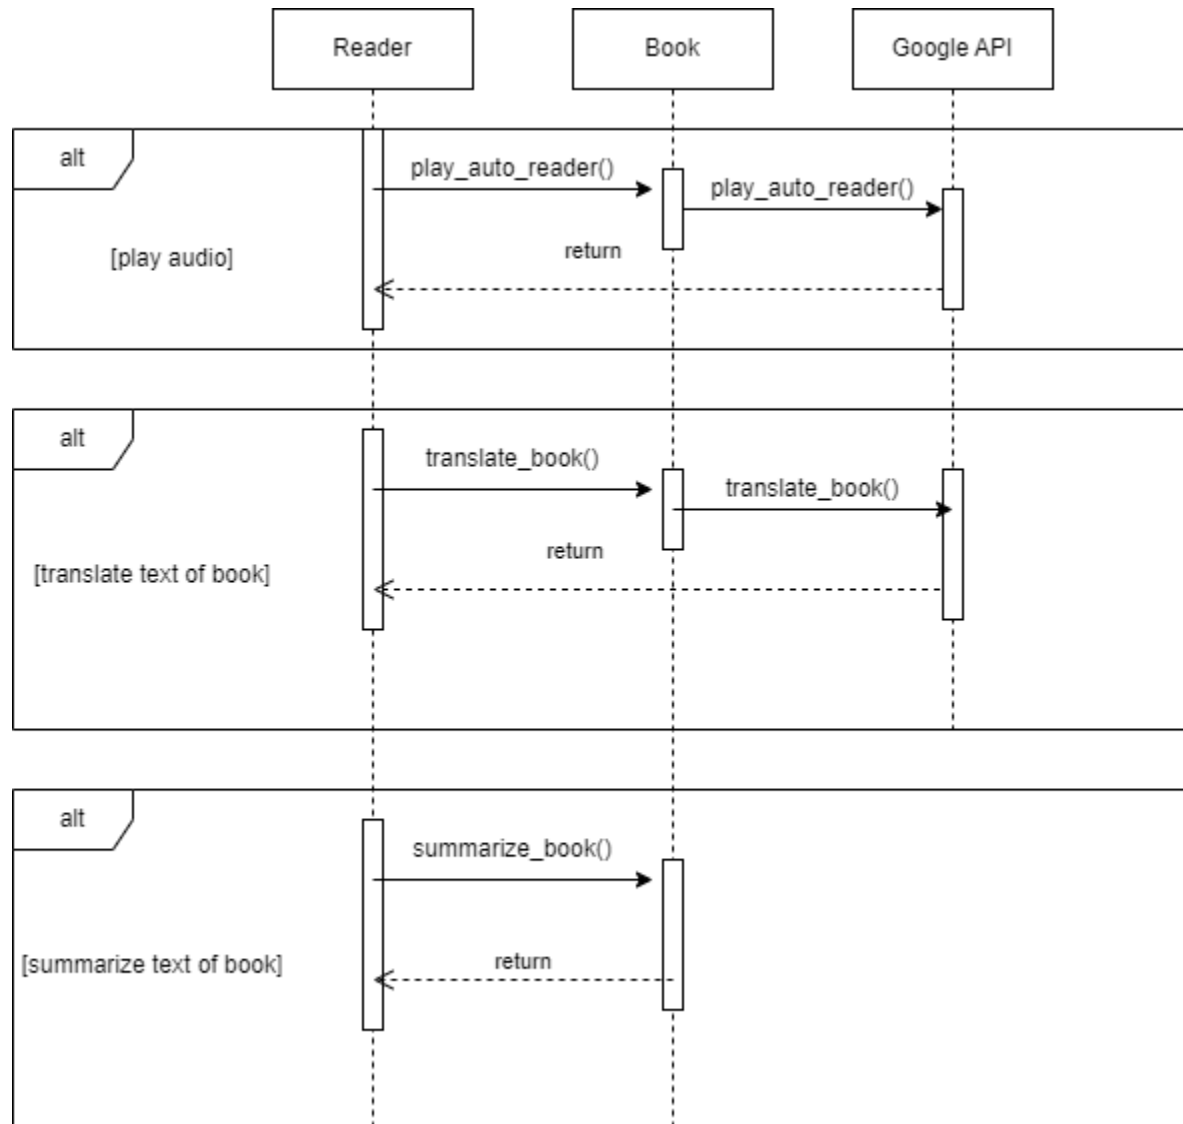 Reader
Book
Google API
alt
play_auto_reader()
play_auto_reader()
[play audio]
return
alt
translate_book()
translate_book()
return
[translate text of book]
alt
summarize_book()
[summarize text of book]
return